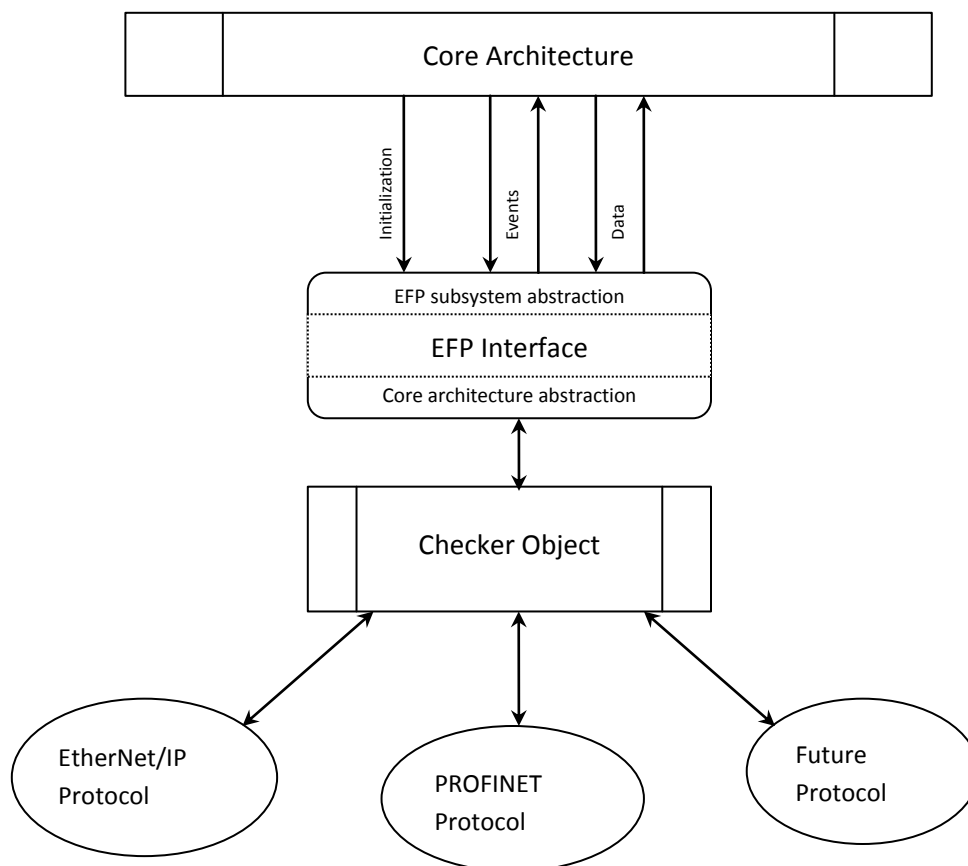 Core Architecture
Initialization
Events
Data
EFP subsystem abstraction
EFP Interface
Core architecture abstraction
Checker Object
EtherNet/IP
Protocol
PROFINET
Protocol
Future
Protocol